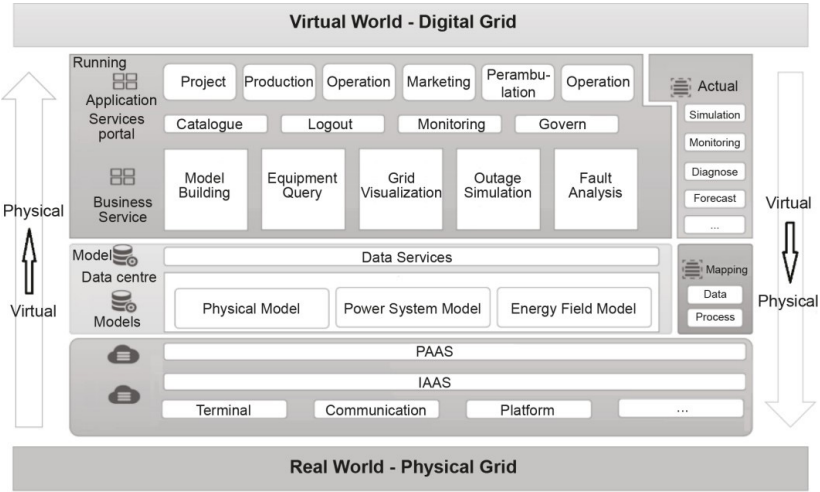 Virtual World - Digital Grid
Running
Application
Project
Production
Operation
Marketing
Perambu-
lation
Operation
Services
portal
Catalogue
Logout
Monitoring
Govern
Business
Service
Model
Building
Equipment
Query
Grid
Visualization
Outage
Simulation
Fault
Analysis
Actual
Simulation
Monitoring
Diagnose
Forecast
...
Physical
Virtual
Virtual
Physical
Model
Data centre
Models
Data Services
Physical Model
Power System Model
Energy Field Model
Mapping
Data
Process
PAAS
IAAS
Terminal
Communication
Platform
...
Real World - Physical Grid